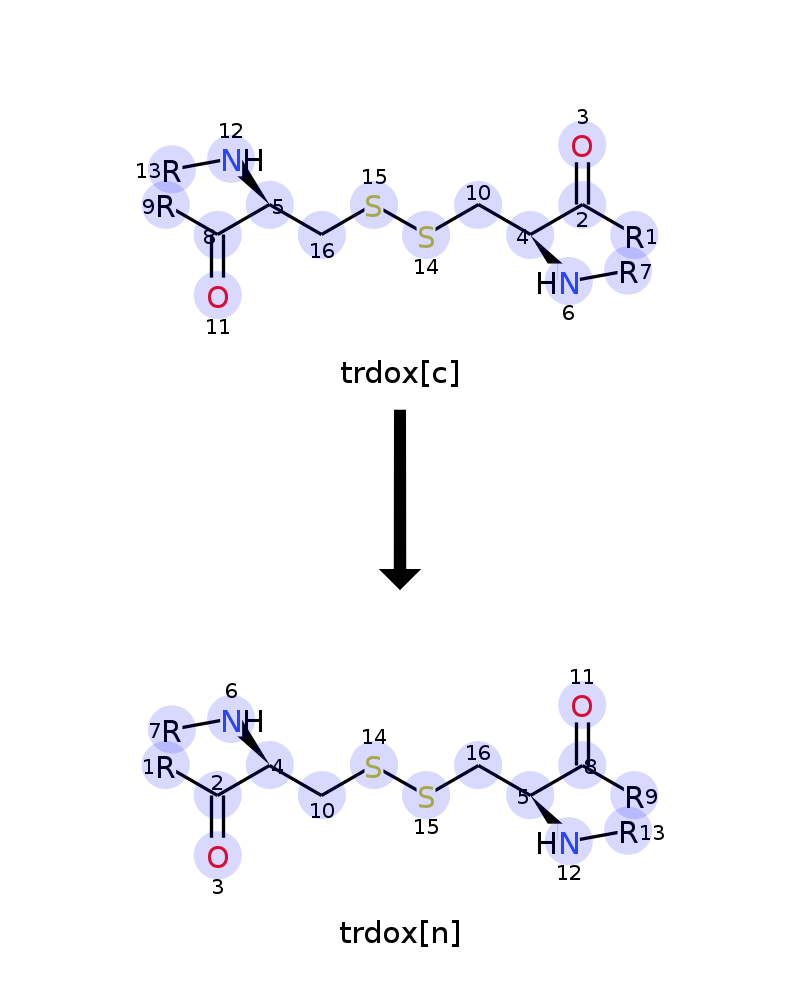 3
12
15
13R NH
10
O
9R 5 S
2
8 S 4 R1
16
14 HN R7
O
6
11
trdox[c]
11
6
14
7R NH
16
O
1R 4 S 8
2
10 S 5 R9
15 HN R13
O
12
3
trdox[n]